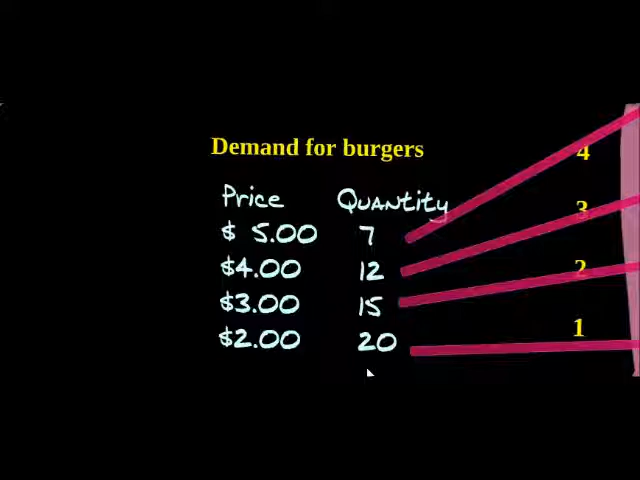 Demand for burgers
4
Price Quantity
3
$ 5.00 7
$4.00 12
2
$3.00 15
1
$2.00 20